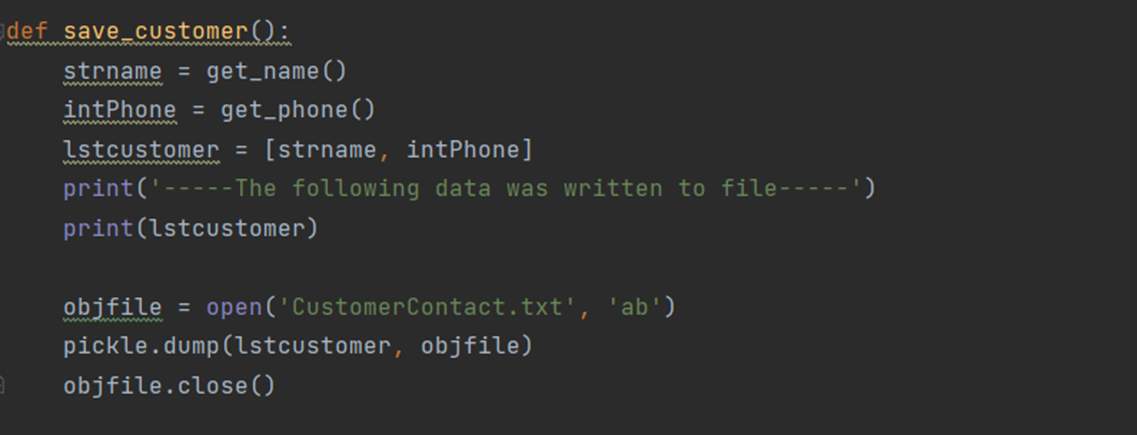 def save_customer():
    strname = get_name()
    intPhone = get_phone()
    lstcustomer = [strname, intPhone]
    print('-----The following data was written to file-----')
    print(lstcustomer)

    objfile = open('CustomerContact.txt', 'ab')
    pickle.dump(lstcustomer, objfile)
    objfile.close()